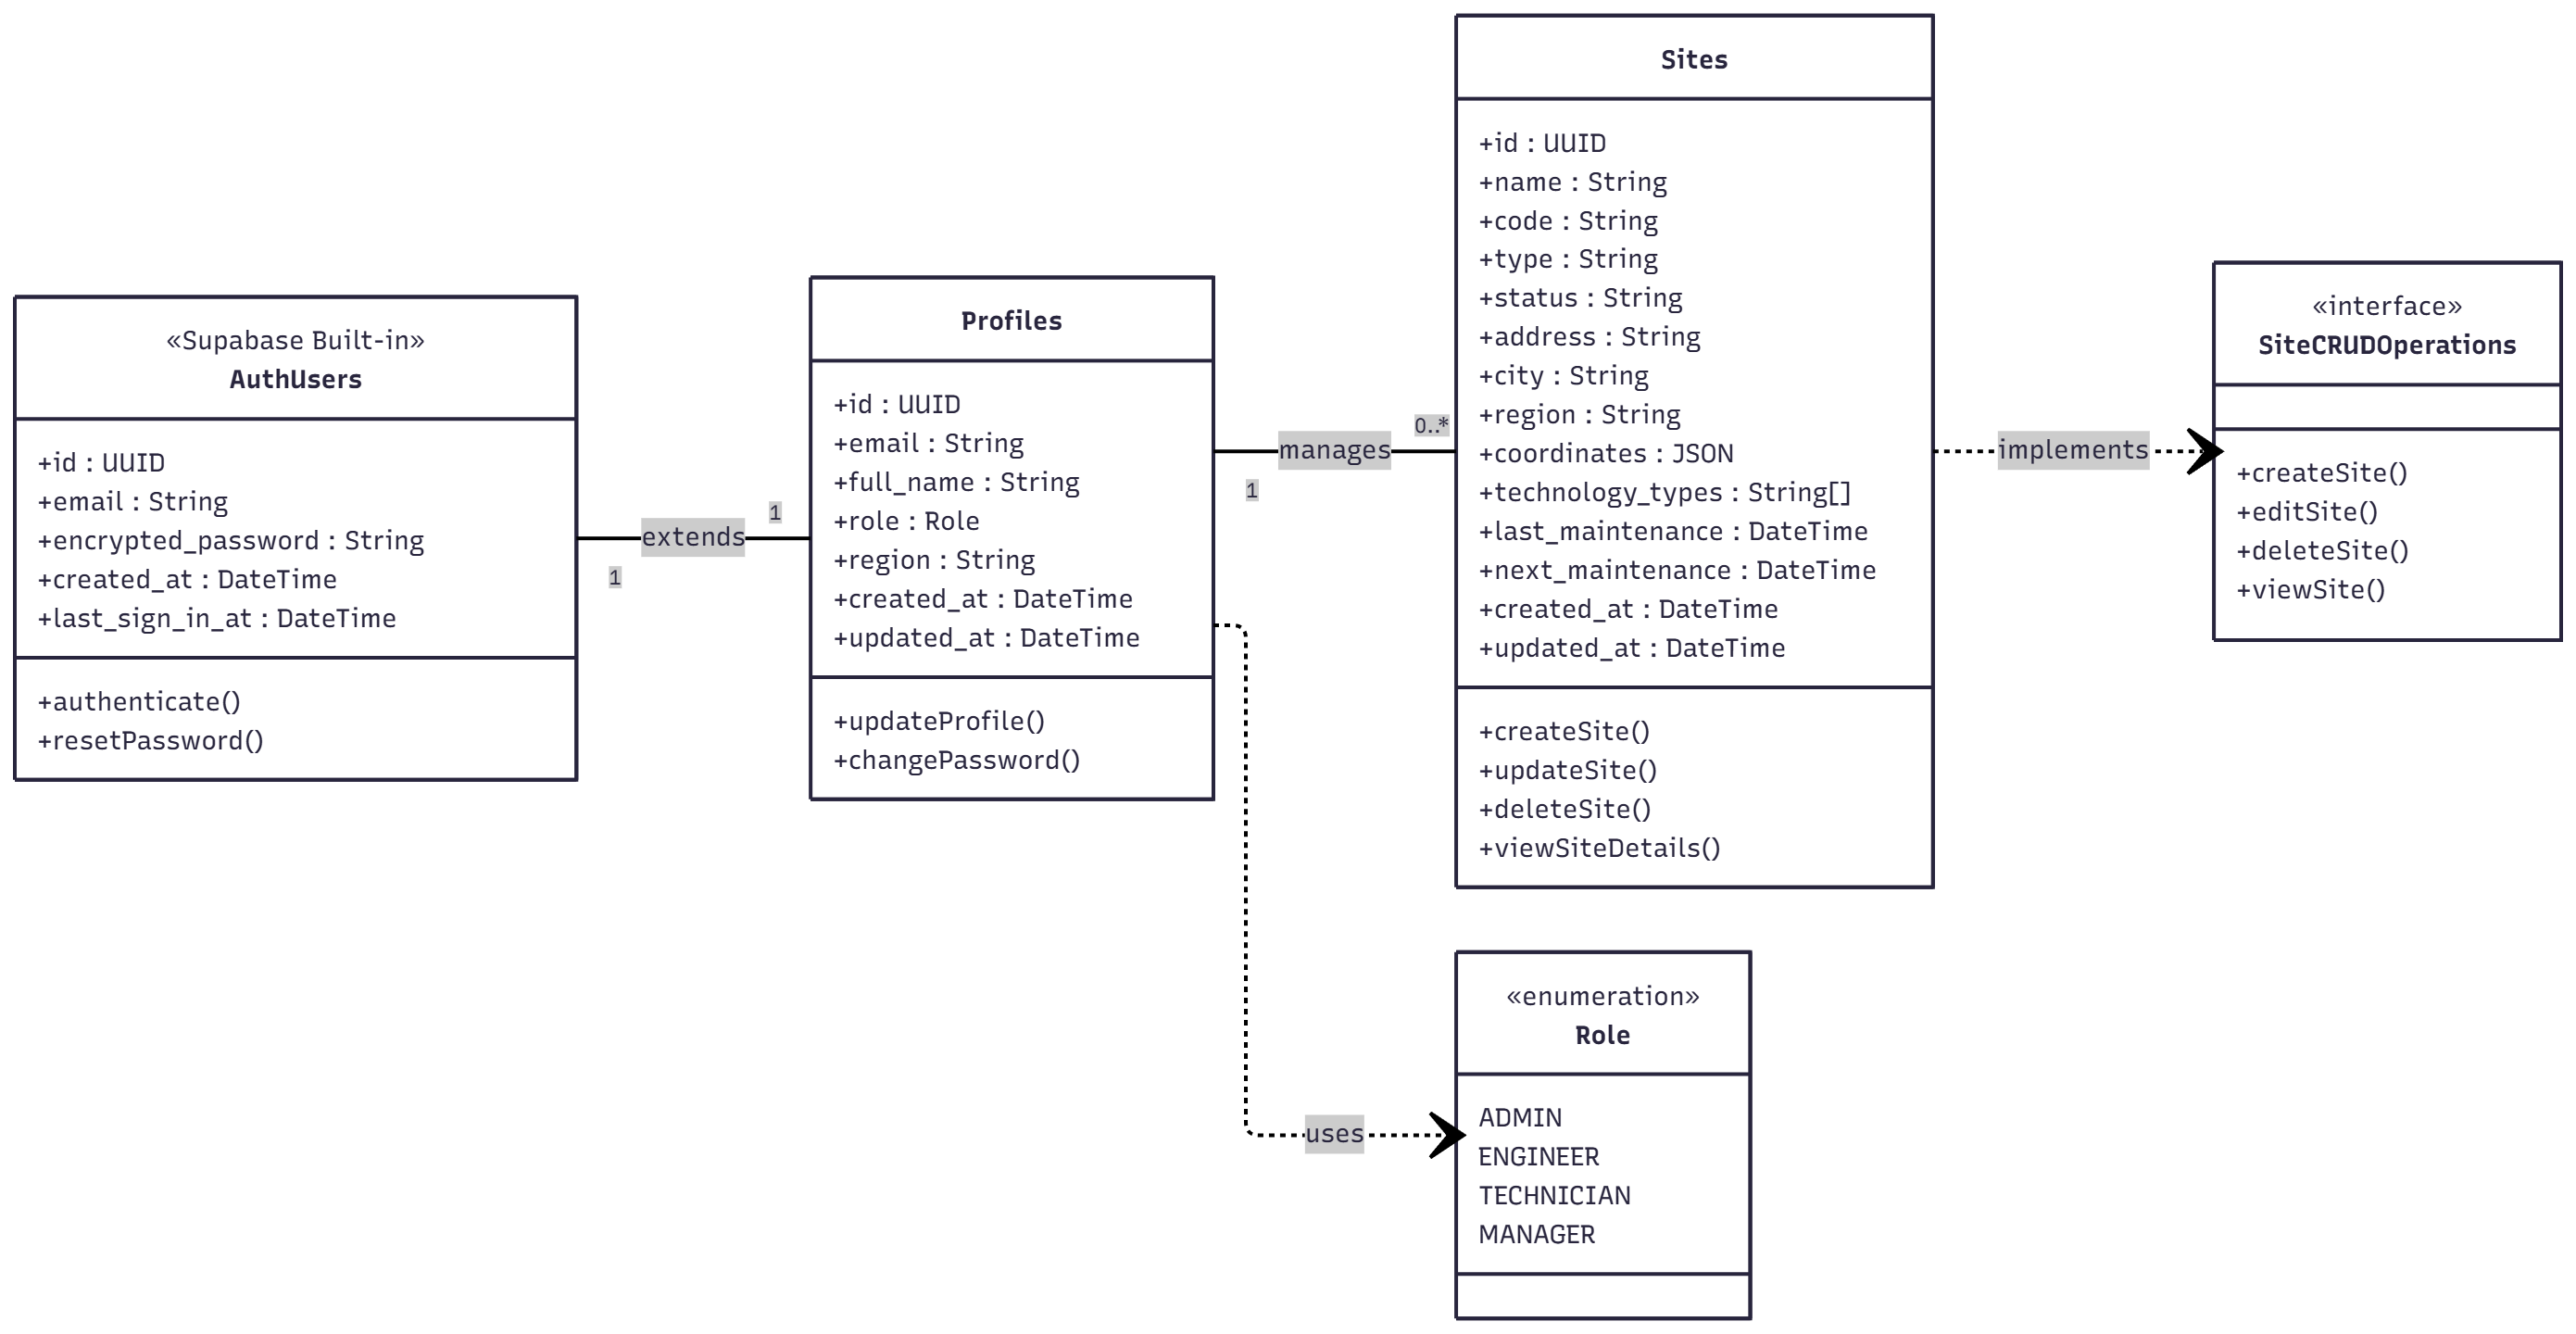 «Supabase Built-in»
AuthUsers
+id : UUID
+email : String
+encrypted_password : String
+created_at : DateTime
+last_sign_in_at : DateTime
+authenticate()
+resetPassword()
1
extends
1
Profiles
+id : UUID
+email : String
+full_name : String
+role : Role
+region : String
+created_at : DateTime
+updated_at : DateTime
+updateProfile()
+changePassword()
1
manages
0..*
Sites
+id : UUID
+name : String
+code : String
+type : String
+status : String
+address : String
+city : String
+region : String
+coordinates : JSON
+technology_types : String[]
+last_maintenance : DateTime
+next_maintenance : DateTime
+created_at : DateTime
+updated_at : DateTime
+createSite()
+updateSite()
+deleteSite()
+viewSiteDetails()
implements
«interface»
SiteCRUDOperations
+createSite()
+editSite()
+deleteSite()
+viewSite()
uses
«enumeration»
Role
ADMIN
ENGINEER
TECHNICIAN
MANAGER